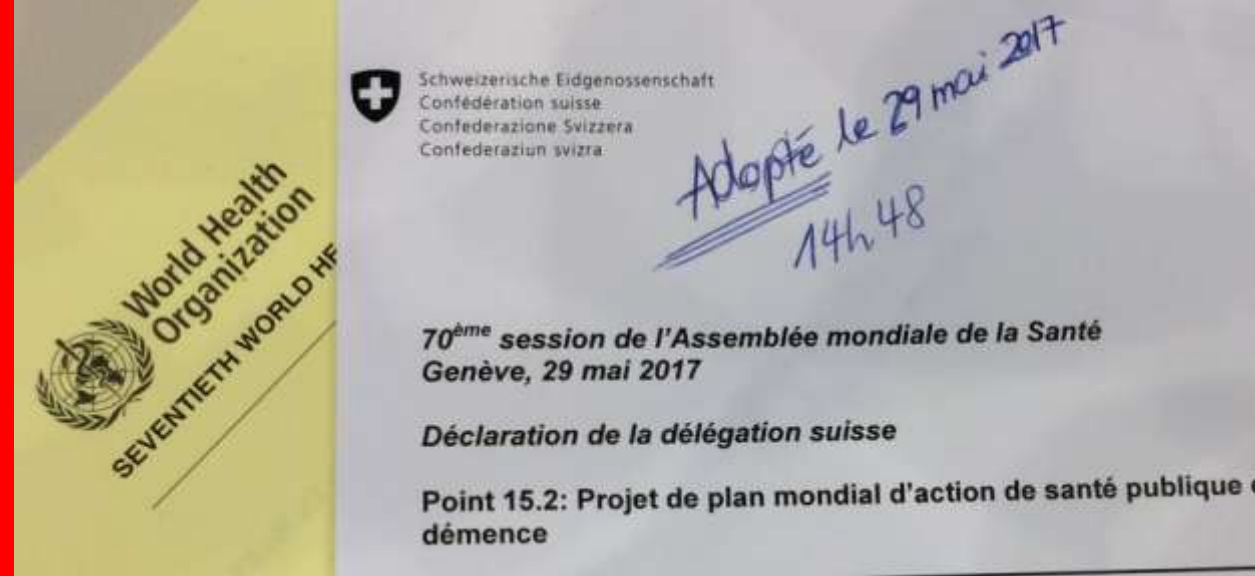 World Health
Organization
SEVENTIETH WORLD HE
Schweizerische Eidgenossenschaft
Confédération suisse
Confederazione Svizzera
Confederaziun svizra
Adopté le 29 mai 2017
14h48
70ème session de l'Assemblée mondiale de la Santé
Genève, 29 mai 2017
Déclaration de la délégation suisse
Point 15.2: Projet de plan mondial d'action de santé publique
démence